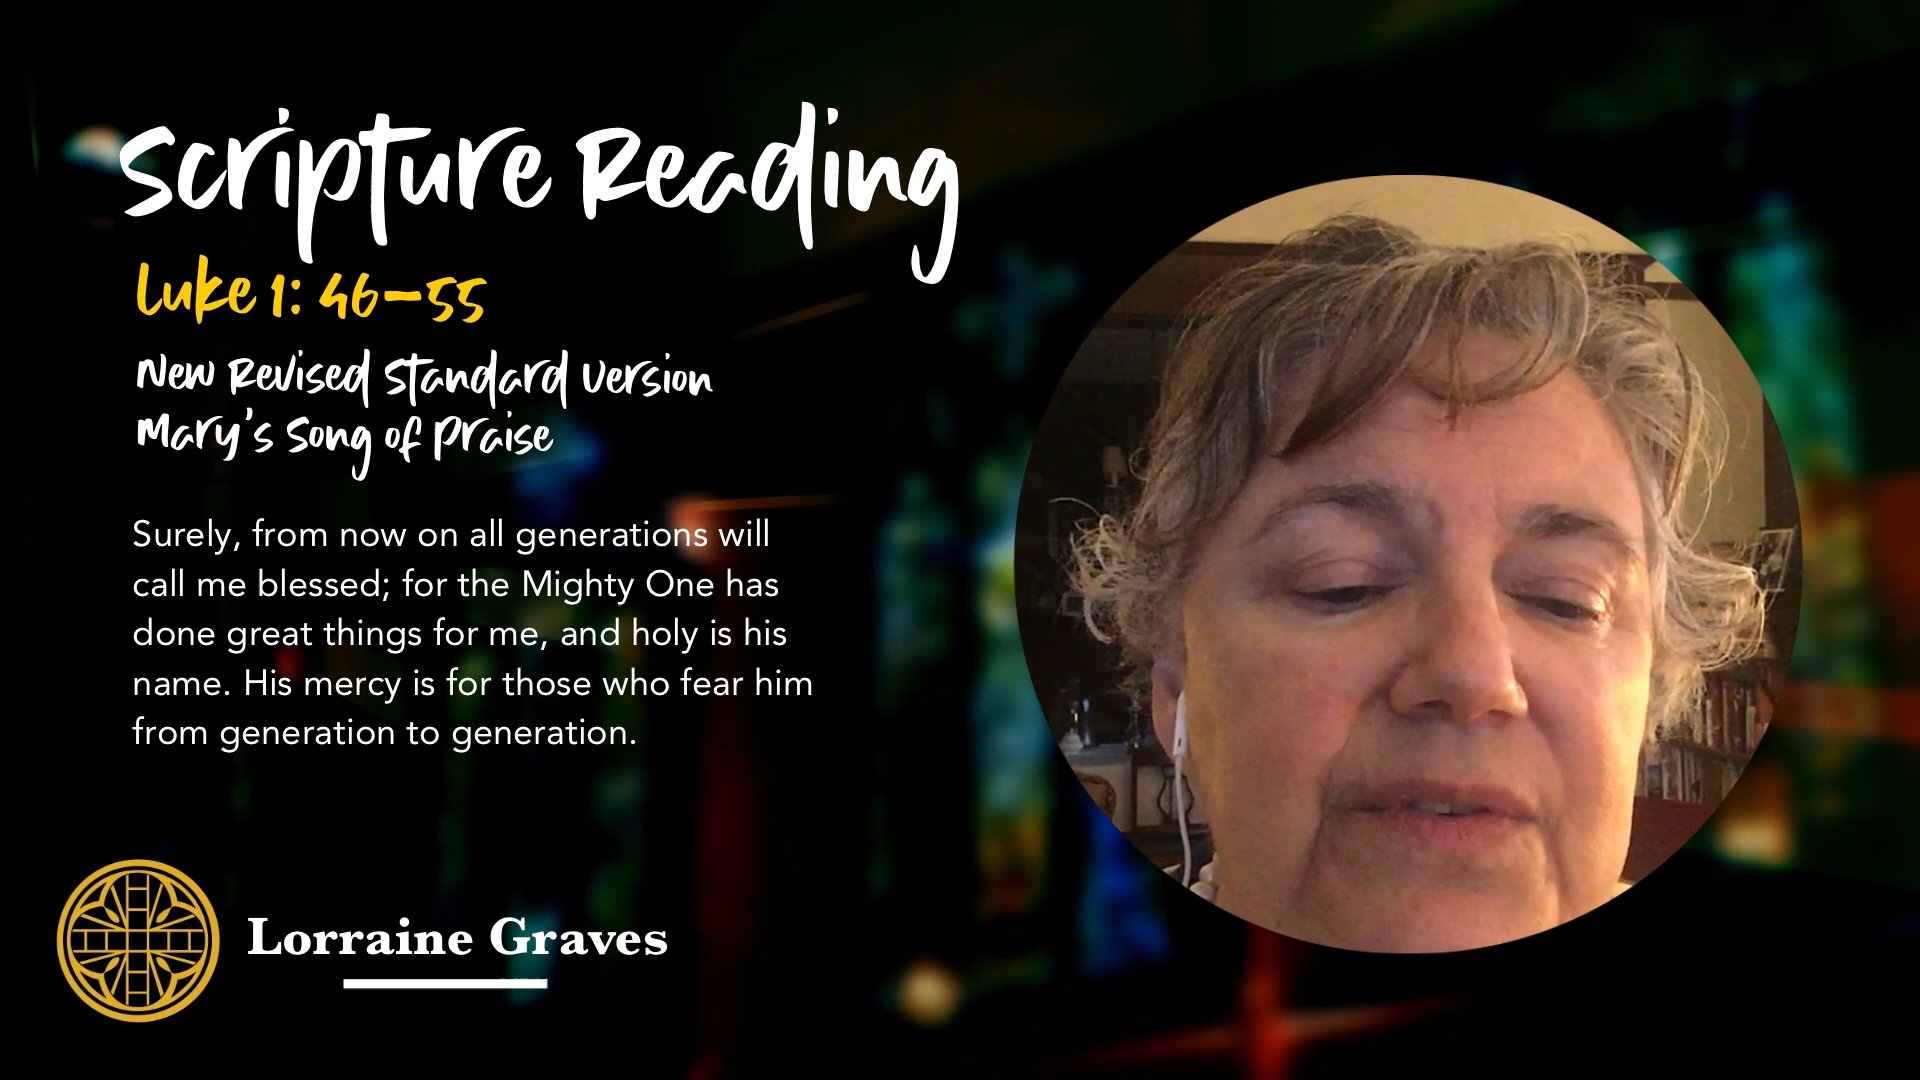 Scripture Reading
Luke 1: 46–55
New Revised Standard Version
Mary's Song of Praise
Surely, from now on all generations will
call me blessed; for the Mighty One has
done great things for me, and holy is his
name. His mercy is for those who fear him
from generation to generation.
Lorraine Graves